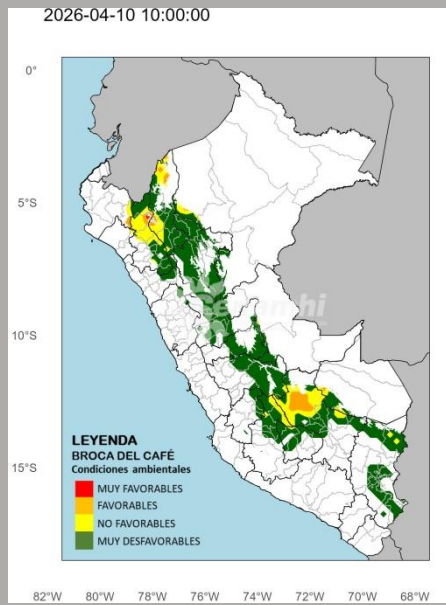 2026-04-10 10:00:00
0°
5°S
10°S
15°S
Senamhi
LEYENDA
BROCA DEL CAFÉ
Condiciones ambientales
MUY FAVORABLES
FAVORABLES
NO FAVORABLES
MUY DESFAVORABLES
82°W 80°W 78°W 76°W 74°W 72°W 70°W 68°W